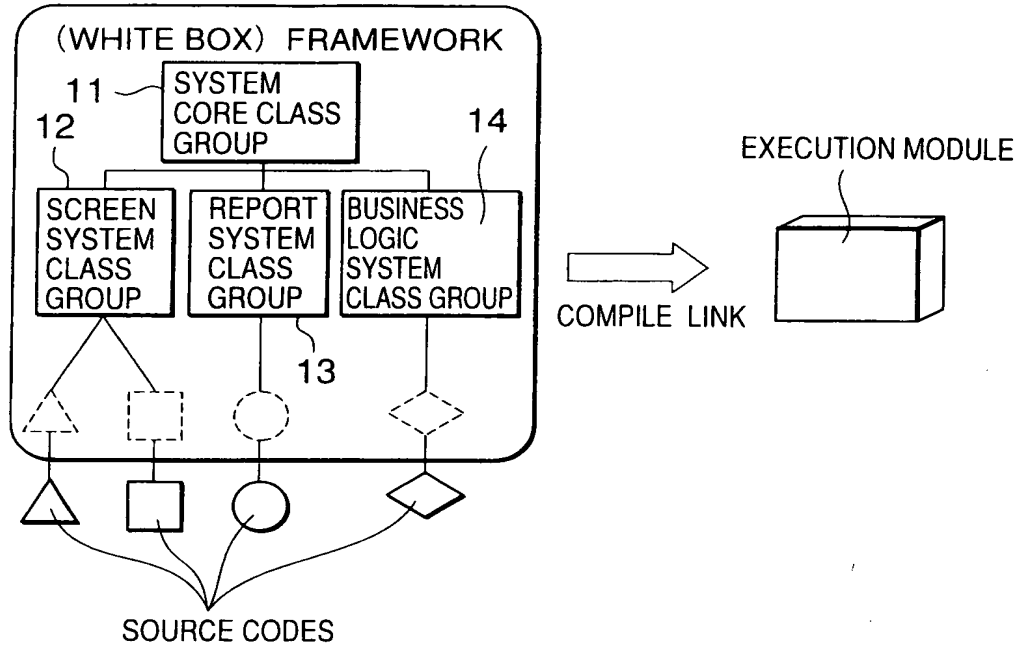 (WHITE BOX) FRAMEWORK
11
SYSTEM
CORE CLASS
GROUP
12
SCREEN
SYSTEM
CLASS
GROUP
REPORT
SYSTEM
CLASS
GROUP
13
14
BUSINESS
LOGIC
SYSTEM
CLASS GROUP
COMPILE LINK
EXECUTION MODULE
SOURCE CODES